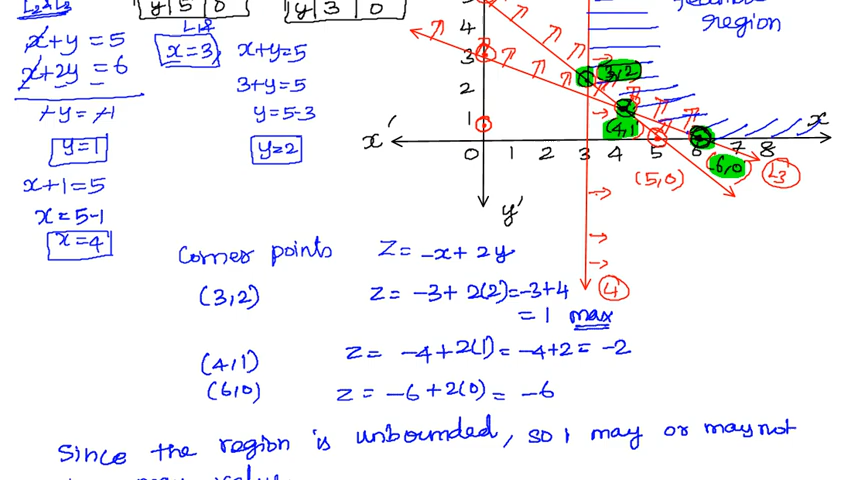 y 5 0
y 3 0
x+y=5
x+2y=6
+y=+1
y=1
x+1=5
x=5-1
x=4
x=3,
x+y=5
3+y=5
y=5-3
y=2
region
4
3
2
1
x' 0 1 2 3 4 5 6 7 8 x
y'
(3,2)
(4,1)
(5,0)
(6,0)
L3
Corner points Z = -x + 2y
(3,2) Z = -3 + 2(2) = -3+4
= 1 max
(4,1) Z = -4+2(1) = -4+2 = -2
(6,0) Z = -6+2(0) = -6
Since the region is unbounded, so 1 may or may not